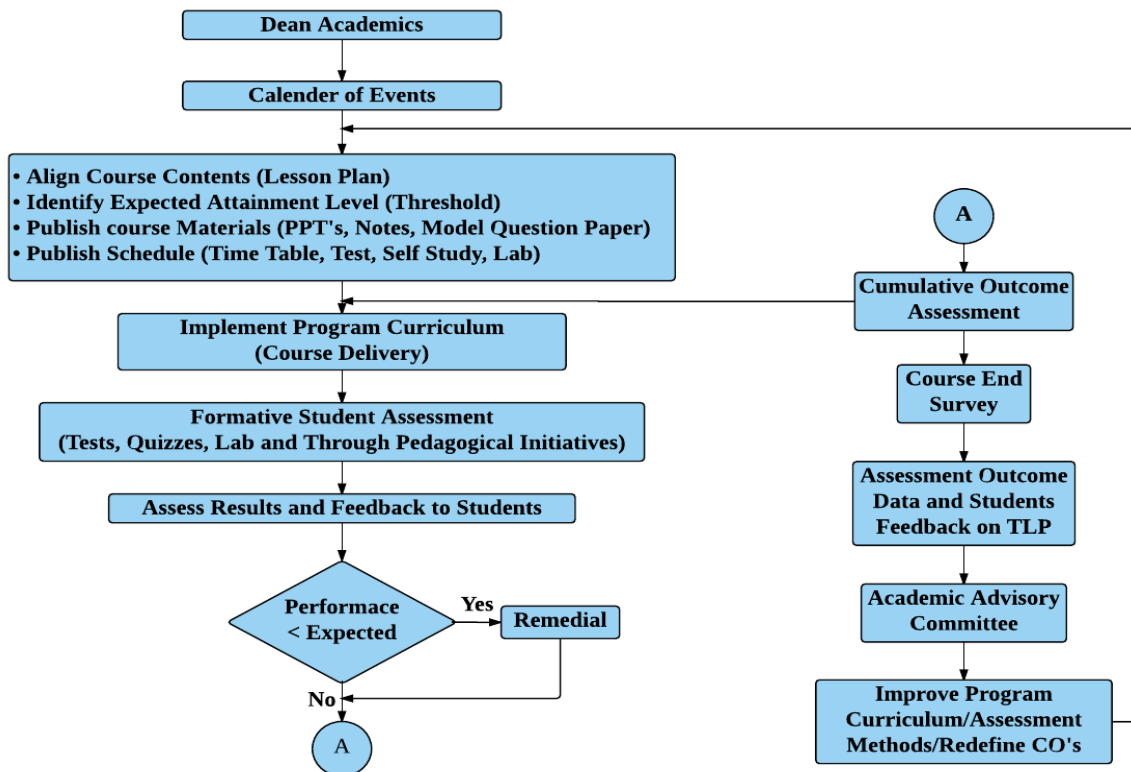 Dean Academics
Calender of Events
• Align Course Contents (Lesson Plan)
• Identify Expected Attainment Level (Threshold)
• Publish course Materials (PPT's, Notes, Model Question Paper)
• Publish Schedule (Time Table, Test, Self Study, Lab)
Implement Program Curriculum
(Course Delivery)
Formative Student Assessment
(Tests, Quizzes, Lab and Through Pedagogical Initiatives)
Assess Results and Feedback to Students
Performace
< Expected
Yes
Remedial
No
A
A
Cumulative Outcome
Assessment
Course End
Survey
Assessment Outcome
Data and Students
Feedback on TLP
Academic Advisory
Committee
Improve Program
Curriculum/Assessment
Methods/Redefine CO's